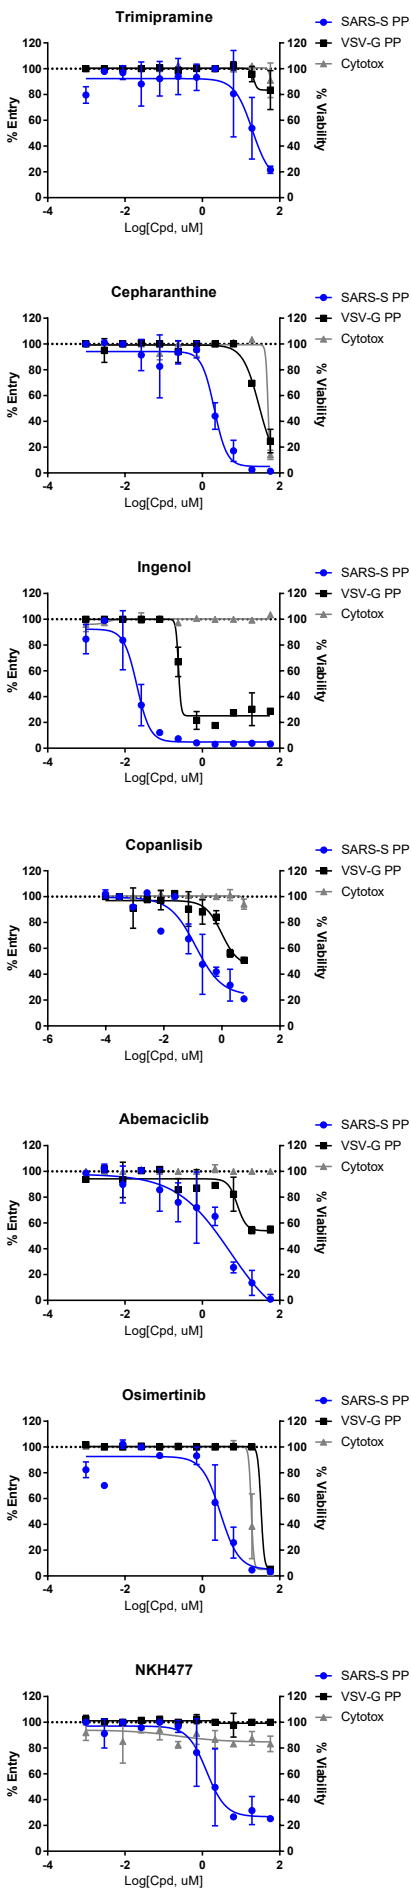 Trimipramine
SARS-S PP
VSV-G PP
Cytotox
120 120
100 100
80 80
60 60
40 40
20 20
0 0
% Entry
% Viability
-4 -2 0 2
Log[Cpd, uM]
Cepharanthine
SARS-S PP
VSV-G PP
Cytotox
120 120
100 100
80 80
60 60
40 40
20 20
0 0
% Entry
% Viability
-4 -2 0 2
Log[Cpd, uM]
Ingenol
SARS-S PP
VSV-G PP
Cytotox
120 120
100 100
80 80
60 60
40 40
20 20
0 0
% Entry
% Viability
-4 -2 0 2
Log[Cpd, uM]
Copanlisib
SARS-S PP
VSV-G PP
Cytotox
120 120
100 100
80 80
60 60
40 40
20 20
0 0
% Entry
% Viability
-6 -4 -2 0 2
Log[Cpd, uM]
Abemaciclib
SARS-S PP
VSV-G PP
Cytotox
120 120
100 100
80 80
60 60
40 40
20 20
0 0
% Entry
% Viability
-4 -2 0 2
Log[Cpd, uM]
Osimertinib
SARS-S PP
VSV-G PP
Cytotox
120 120
100 100
80 80
60 60
40 40
20 20
0 0
% Entry
% Viability
-4 -2 0 2
Log[Cpd, uM]
NKH477
SARS-S PP
VSV-G PP
Cytotox
120 120
100 100
80 80
60 60
40 40
20 20
0 0
% Entry
% Viability
-4 -2 0 2
Log[Cpd, uM]